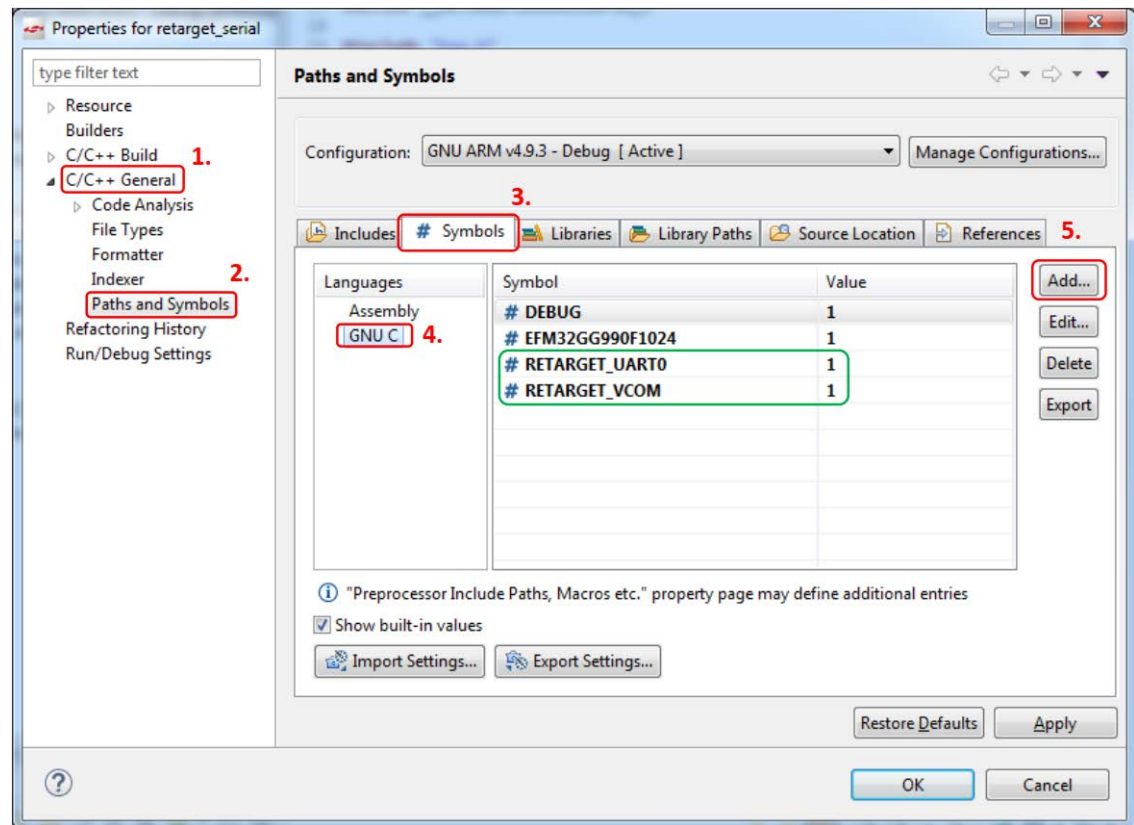 Properties for retarget_serial
type filter text
Resource
Builders
C/C++ Build
1.
C/C++ General
Code Analysis
File Types
Formatter
Indexer
2.
Paths and Symbols
Refactoring History
Run/Debug Settings
Paths and Symbols
Configuration: GNU ARM v4.9.3 - Debug [ Active ] Manage Configurations...
3.
Includes # Symbols Libraries Library Paths Source Location References 5.
Languages Symbol Value Add...
Assembly # DEBUG 1 Edit...
GNU C 4. # EFM32GG990F1024 1
# RETARGET_UART0 1 Delete
# RETARGET_VCOM 1 Export
"Preprocessor Include Paths, Macros etc." property page may define additional entries
Show built-in values
Import Settings... Export Settings...
Restore Defaults Apply
? OK Cancel